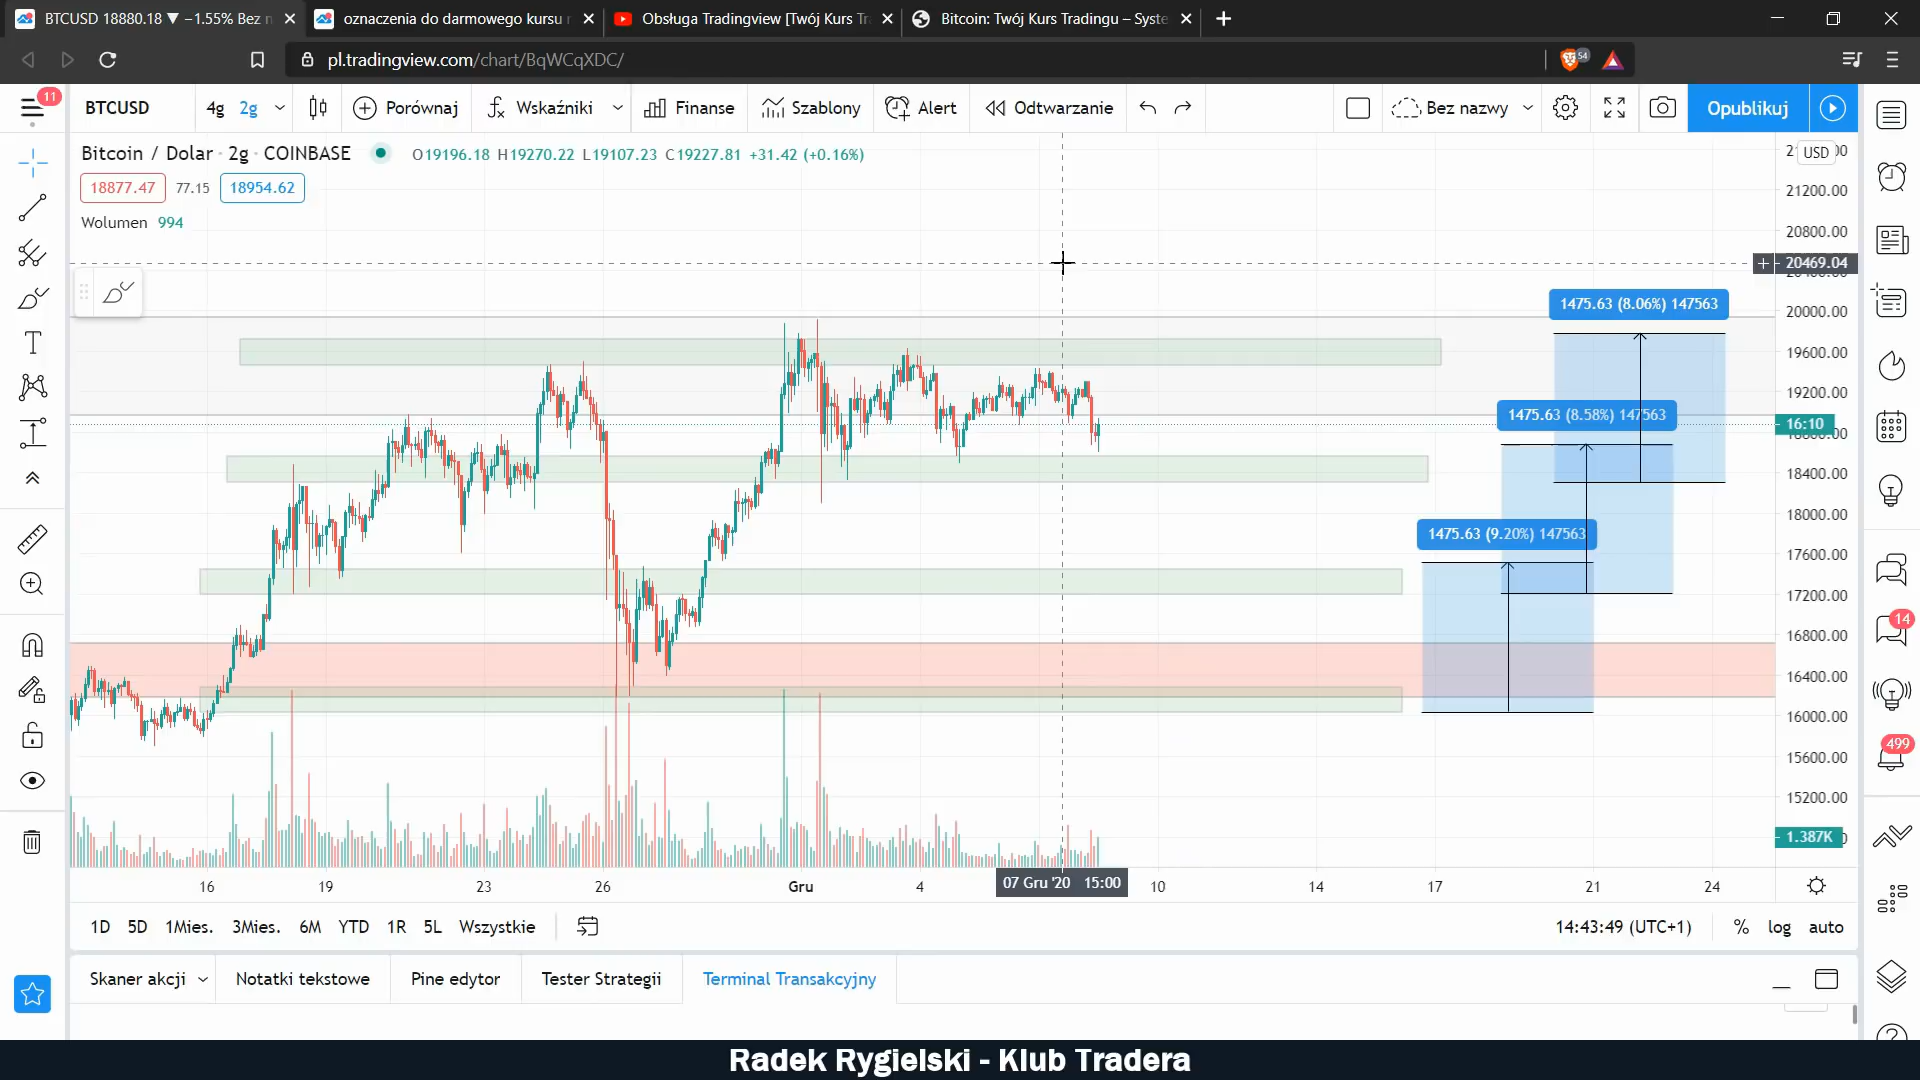 BTCUSD 18880.18 ▼ −1.55% Bez n
oznaczenia do darmowego kursu
Obsługa Tradingview [Twój Kurs Tr
Bitcoin: Twój Kurs Tradingu – Syste
pl.tradingview.com/chart/BqWCqXDC/
54
11
BTCUSD
4g 2g
Porównaj
Wskaźniki
Finanse
Szablony
Alert
Odtwarzanie
Bez nazwy
Opublikuj
Bitcoin / Dolar · 2g · COINBASE
O19196.18 H19270.22 L19107.23 C19227.81 +31.42 (+0.16%)
18877.47 77.15 18954.62
Wolumen 994
USD
21200.00
20800.00
20469.04
20000.00
19600.00
19200.00
16:10
18400.00
18000.00
17600.00
17200.00
16800.00
16400.00
16000.00
15600.00
15200.00
1.387K
1475.63 (8.06%) 147563
1475.63 (8.58%) 147563
1475.63 (9.20%) 147563
14
499
16 19 23 26 Gru 4 07 Gru '20 15:00 10 14 17 21 24
1D 5D 1Mies. 3Mies. 6M YTD 1R 5L Wszystkie
14:43:49 (UTC+1) % log auto
Skaner akcji Notatki tekstowe Pine edytor Tester Strategii Terminal Transakcyjny
Radek Rygielski - Klub Tradera